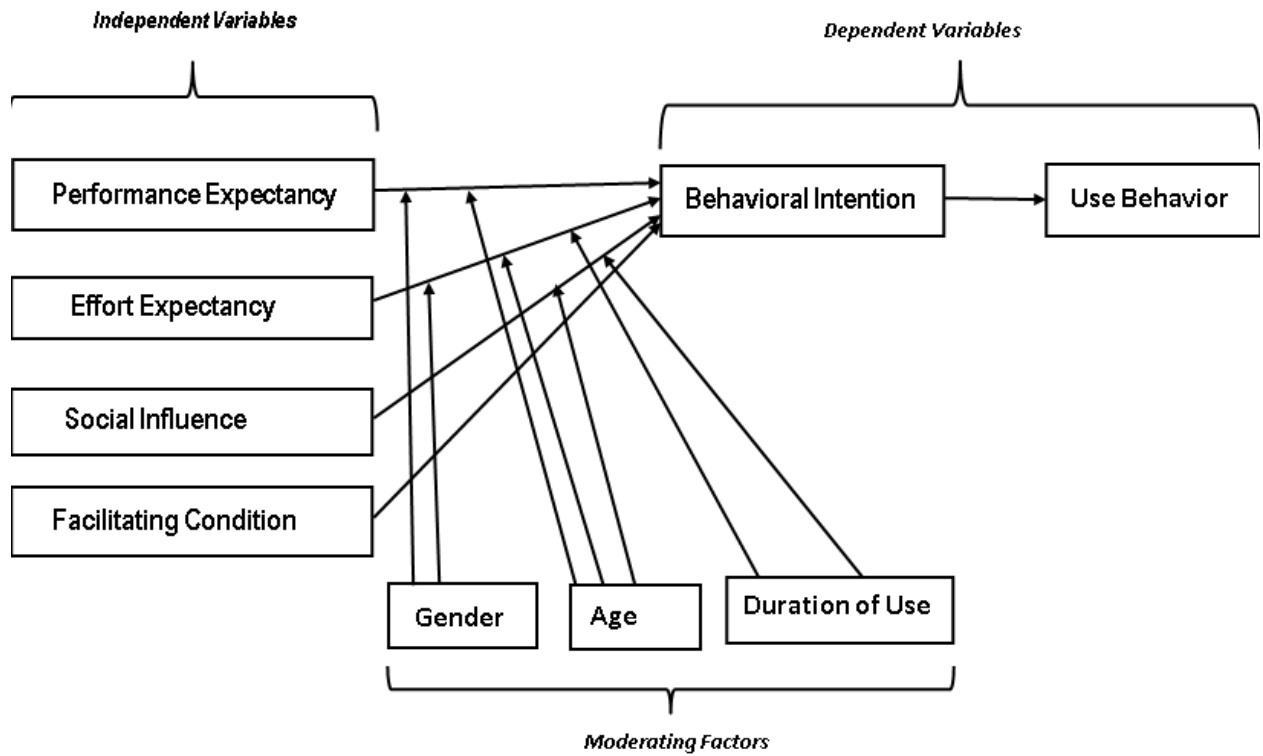 Independent Variables
Dependent Variables
Performance Expectancy
Behavioral Intention
Use Behavior
Effort Expectancy
Social Influence
Facilitating Condition
Gender
Age
Duration of Use
Moderating Factors